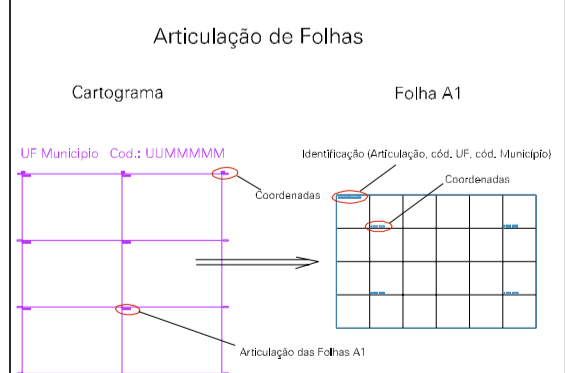 Articulação de Folhas
Cartograma
Folha A1
UF Municipio Cod.: UUMMMMM
Identificação (Articulação, cód. UF, cód. Município)
Coordenadas
Coordenadas
Articulação das Folhas A1